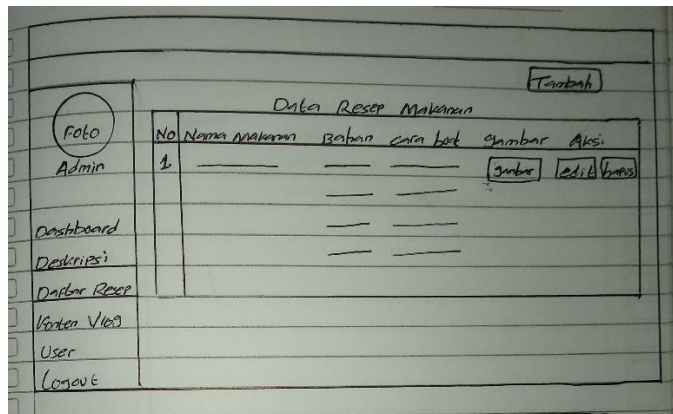 Tambah
Data Resep Makanan
Foto
Admin
Dashboard
Deskripsi
Daftar Resep
Konten Vlog
User
Logout
No Nama Makanan Bahan Cara buat gambar Aksi
1 gambar edit hapus